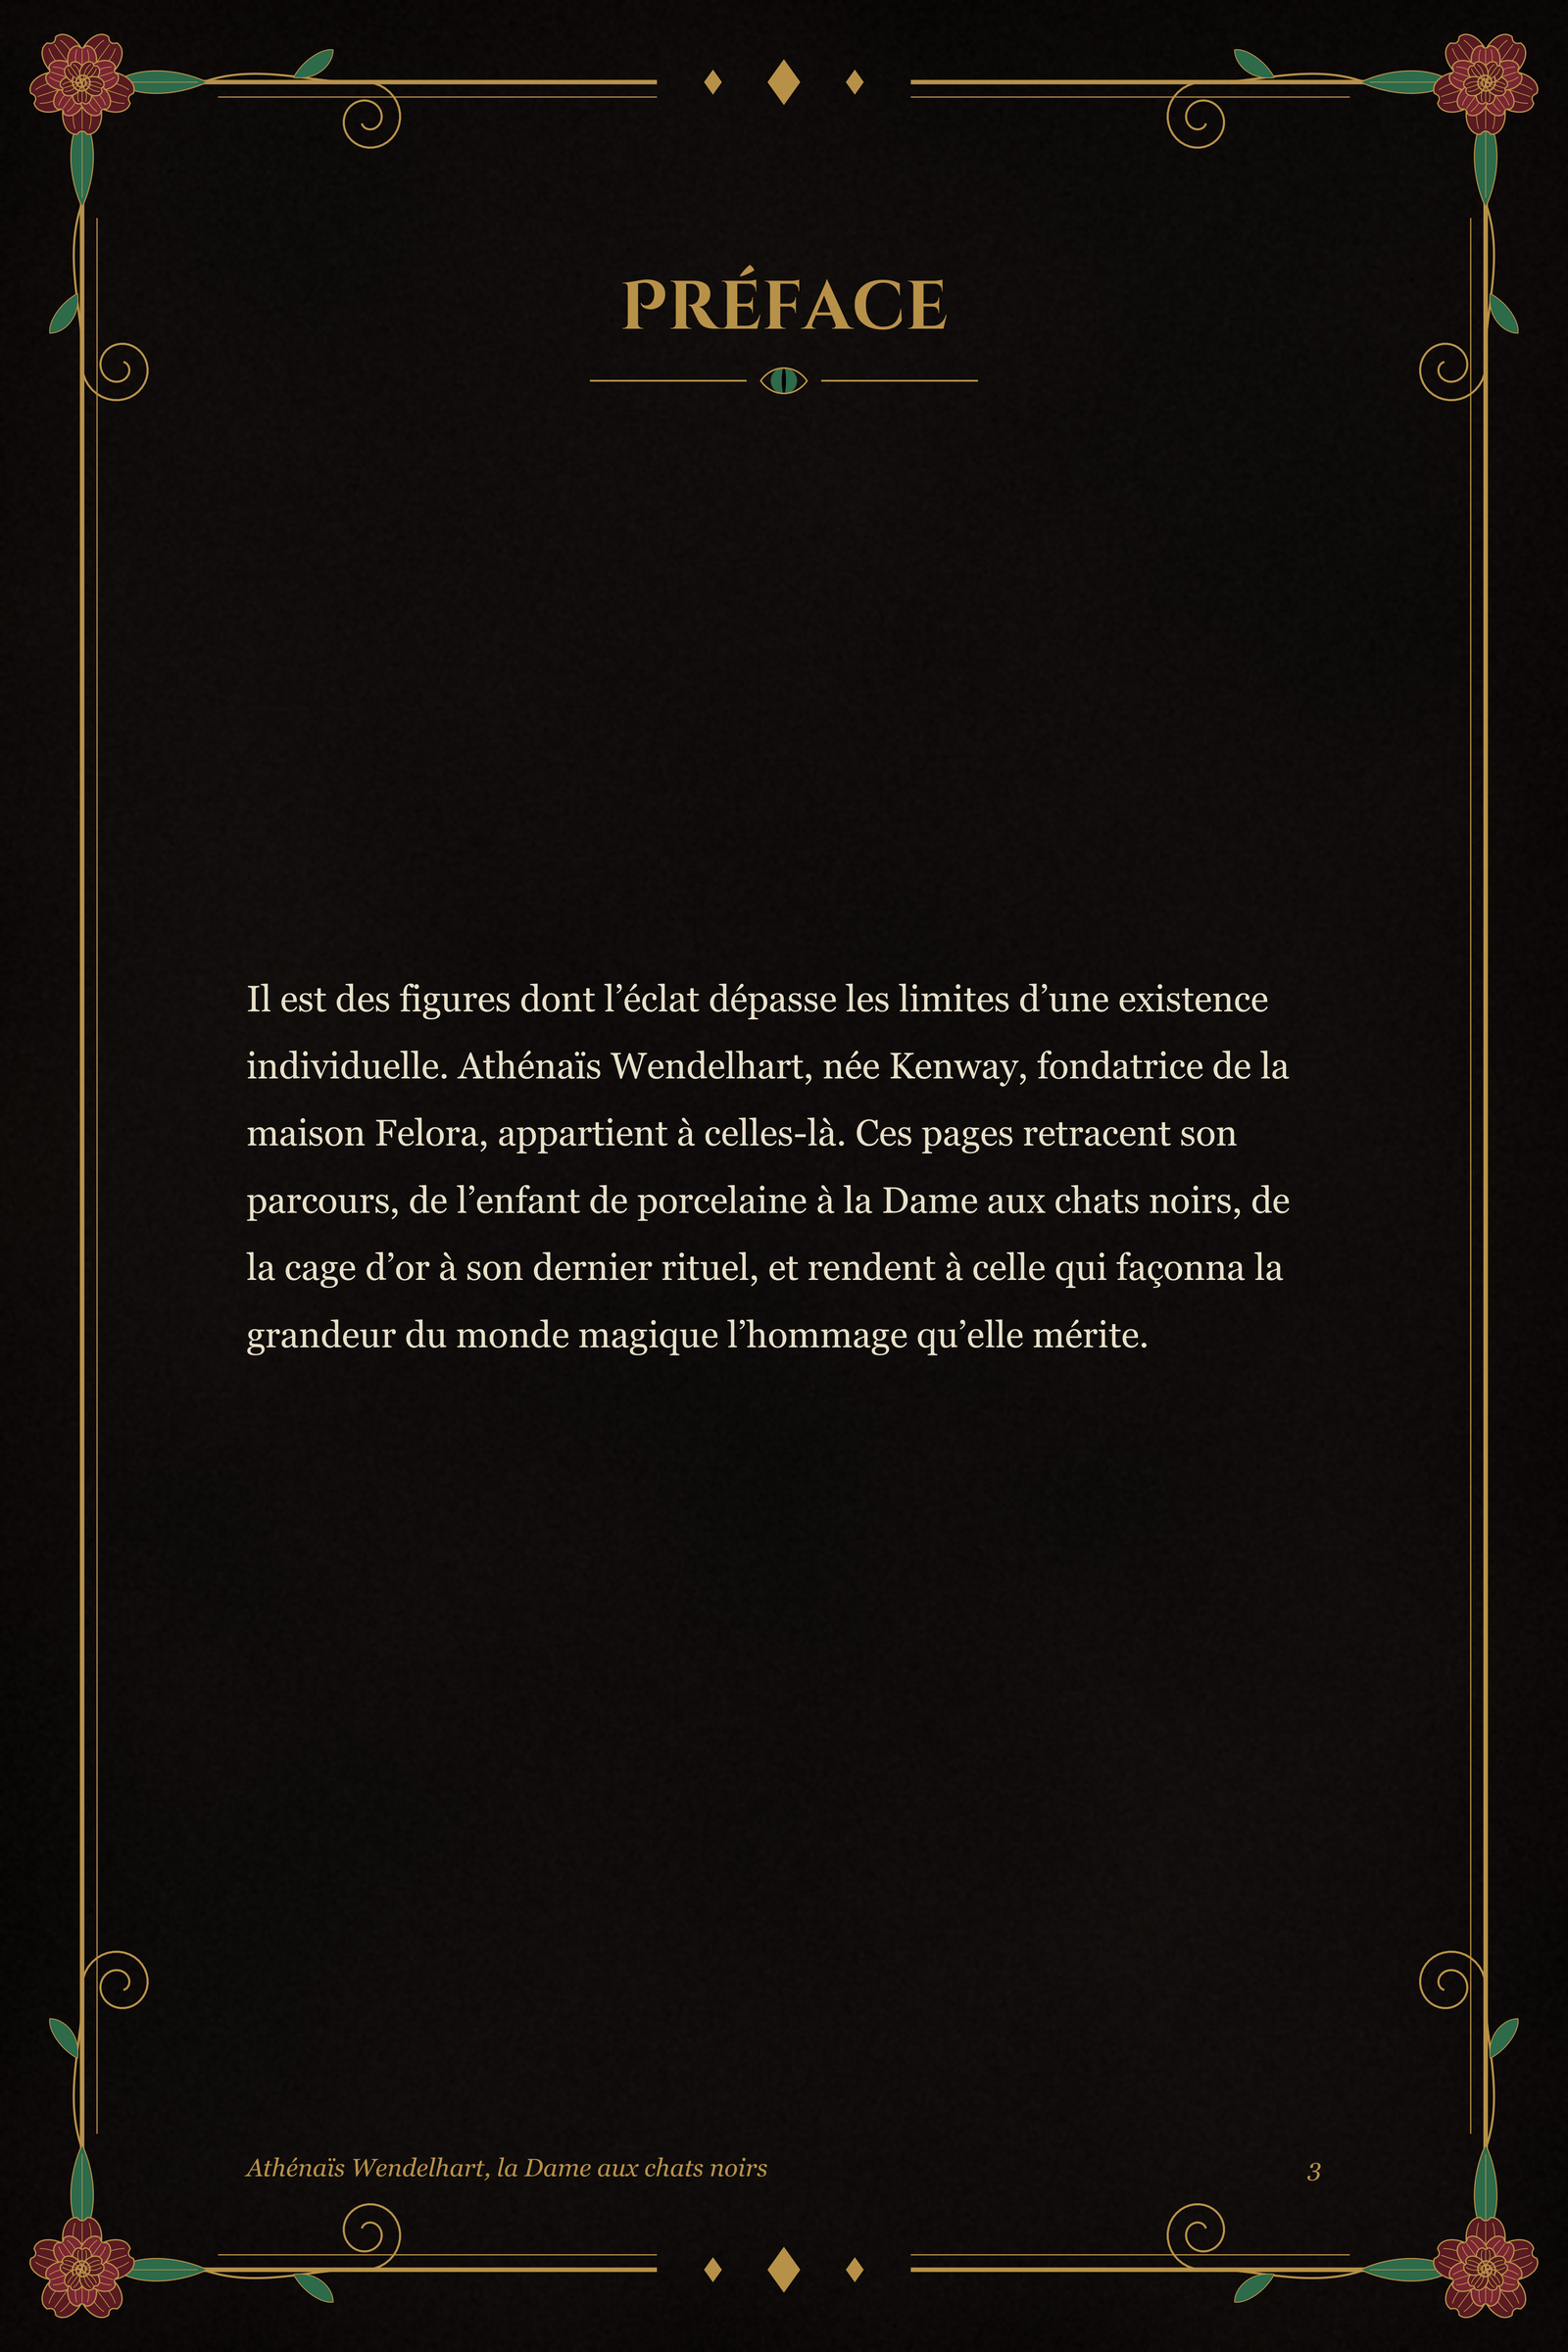 PRÉFACE
Il est des figures dont l’éclat dépasse les limites d’une existence
individuelle. Athénaïs Wendelhart, née Kenway, fondatrice de la
maison Felora, appartient à celles-là. Ces pages retracent son
parcours, de l’enfant de porcelaine à la Dame aux chats noirs, de
la cage d’or à son dernier rituel, et rendent à celle qui façonna la
grandeur du monde magique l’hommage qu’elle mérite.
Athénaïs Wendelhart, la Dame aux chats noirs
3